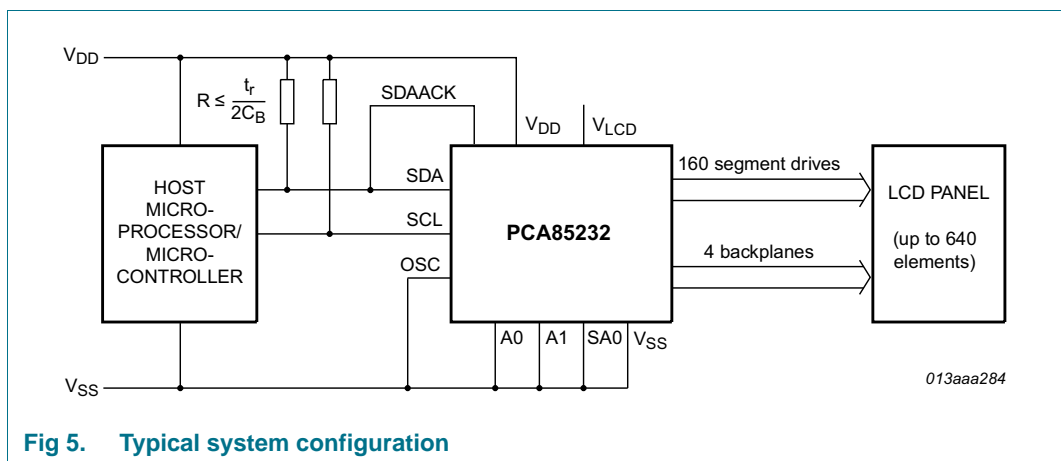 VDD
R ≤ tr
2CB
SDAACK
VDD
VLCD
HOST
MICRO-
PROCESSOR/
MICRO-
CONTROLLER
SDA
SCL
OSC
PCA85232
160 segment drives
4 backplanes
LCD PANEL
(up to 640
elements)
A0 A1 SA0 VSS
VSS
013aaa284
Fig 5. Typical system configuration